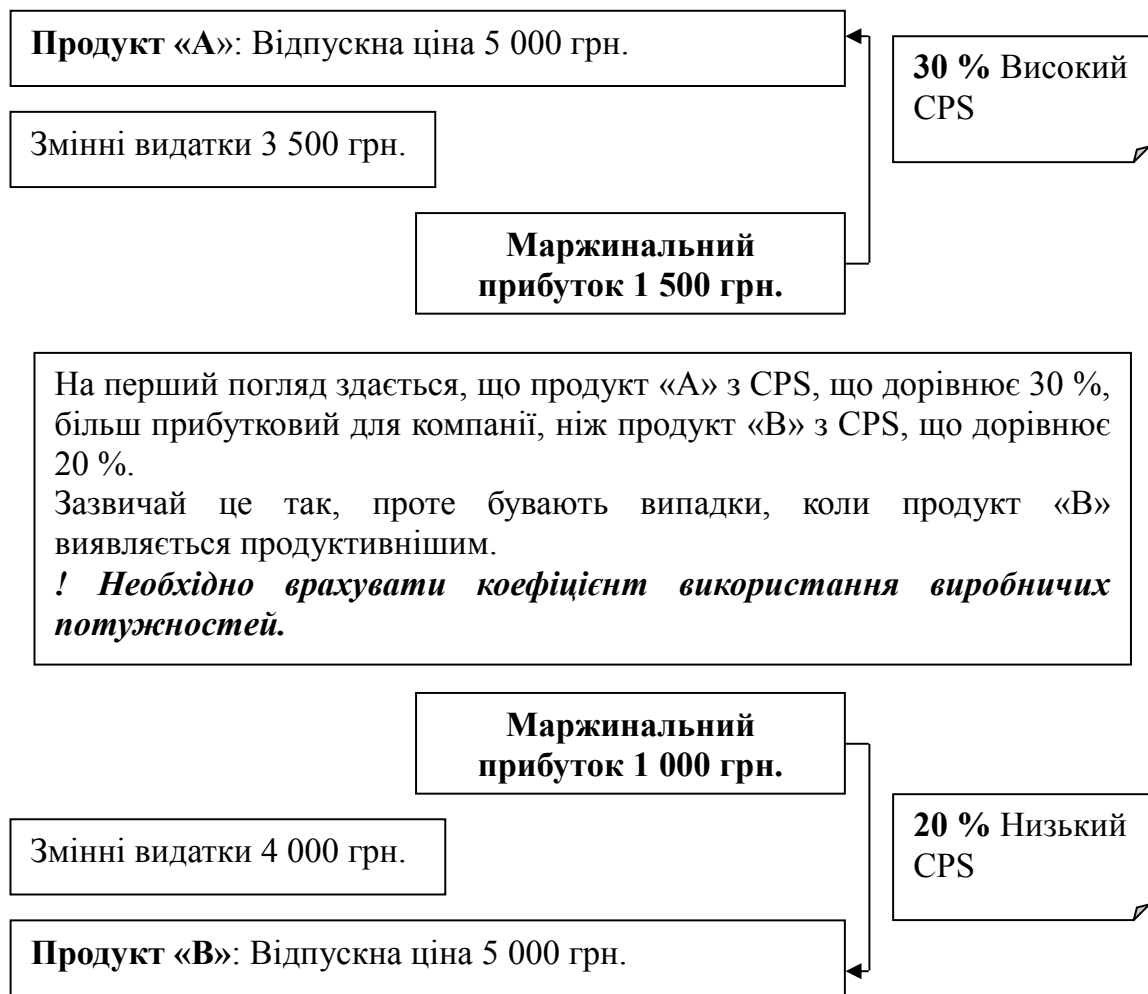 Продукт «А»: Відпускна ціна 5 000 грн.
30 % Високий
CPS
Змінні видатки 3 500 грн.
Маржинальний
прибуток 1 500 грн.
На перший погляд здається, що продукт «А» з CPS, що дорівнює 30 %,
більш прибутковий для компанії, ніж продукт «В» з CPS, що дорівнює
20 %.
Зазвичай це так, проте бувають випадки, коли продукт «В»
виявляється продуктивнішим.
! Необхідно врахувати коефіцієнт використання виробничих
потужностей.
Маржинальний
прибуток 1 000 грн.
20 % Низький
CPS
Змінні видатки 4 000 грн.
Продукт «В»: Відпускна ціна 5 000 грн.